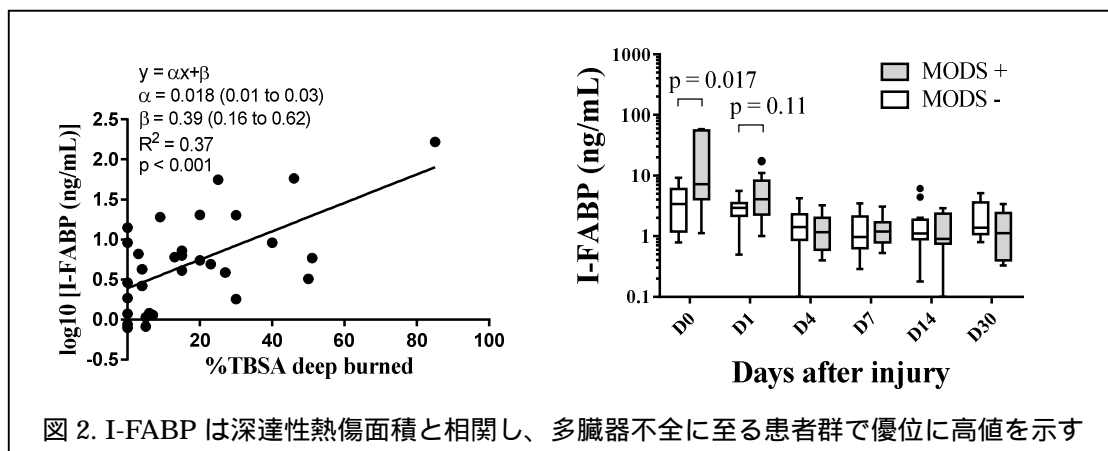 y = αx+β
α = 0.018 (0.01 to 0.03)
β = 0.39 (0.16 to 0.62)
R² = 0.37
p < 0.001
log10 [I-FABP (ng/mL)]
2.5
2.0
1.5
1.0
0.5
0.0
-0.5
20
40
60
80
100
%TBSA deep burned
I-FABP (ng/mL)
1000
100
10
1
0.1
p = 0.017
p = 0.11
MODS +
MODS -
D0
D1
D4
D7
D14
D30
Days after injury
図 2. I-FABP は深達性熱傷面積と相関し、多臓器不全に至る患者群で優位に高値を示す